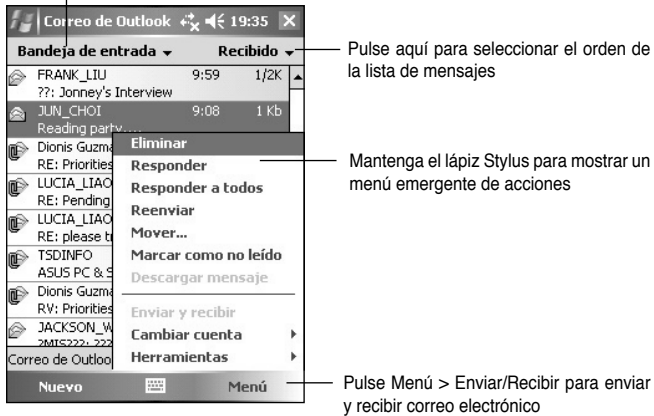 Correo de Outlook 19:35
Bandeja de entrada Recibido
FRANK_LIU 9:59 1/2K
??: Jonney's Interview
JUN_CHOI 9:08 1 Kb
Reading party....
Dionis Guzma
RE: Priorities
LUCIA_LIAO
RE: Pending
LUCIA_LIAO
RE: please t
TSDINFO
ASUS PC & S
Dionis Guzma
RV: Priorities
JACKSON_W
?MIS???: ???
Correo de Outloo
Eliminar
Responder
Responder a todos
Reenviar
Mover...
Marcar como no leído
Descargar mensaje
Enviar y recibir
Cambiar cuenta
Herramientas
Nuevo Menú
Pulse aquí para seleccionar el orden de
la lista de mensajes
Mantenga el lápiz Stylus para mostrar un
menú emergente de acciones
Pulse Menú > Enviar/Recibir para enviar
y recibir correo electrónico